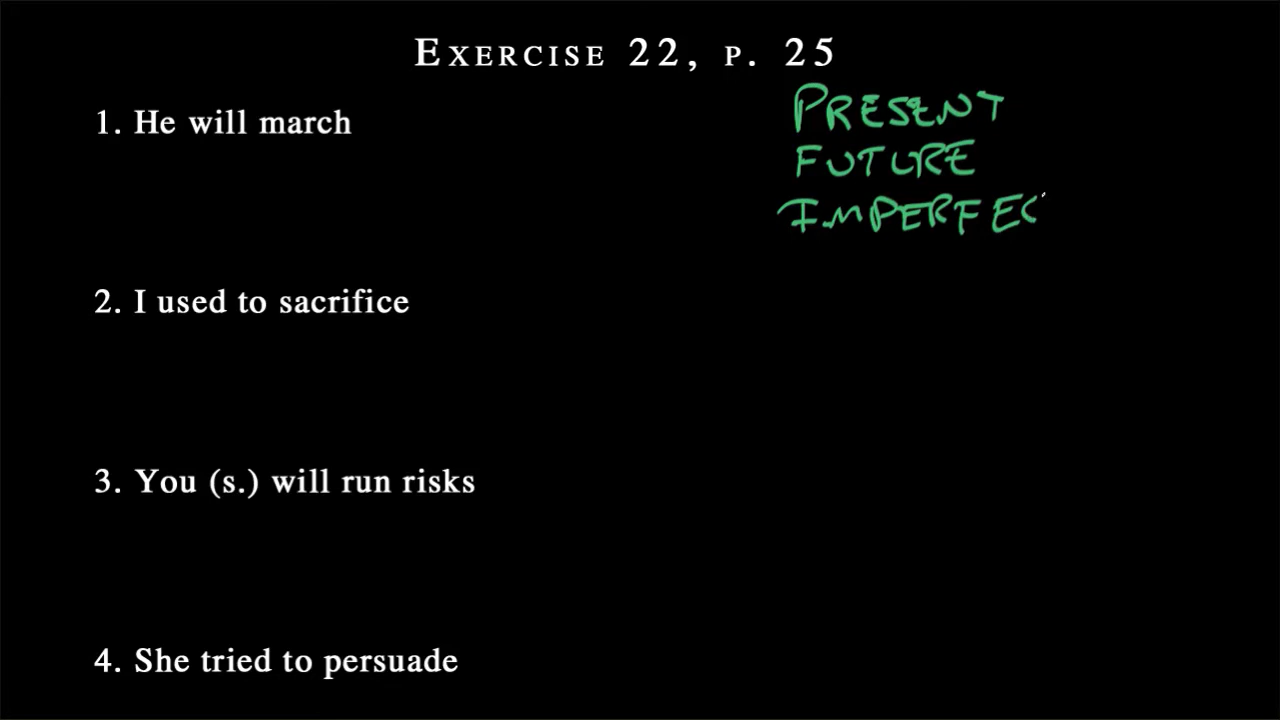 EXERCISE 22, P. 25
1. He will march
PRESENT
FUTURE
IMPERFEC
2. I used to sacrifice
3. You (s.) will run risks
4. She tried to persuade